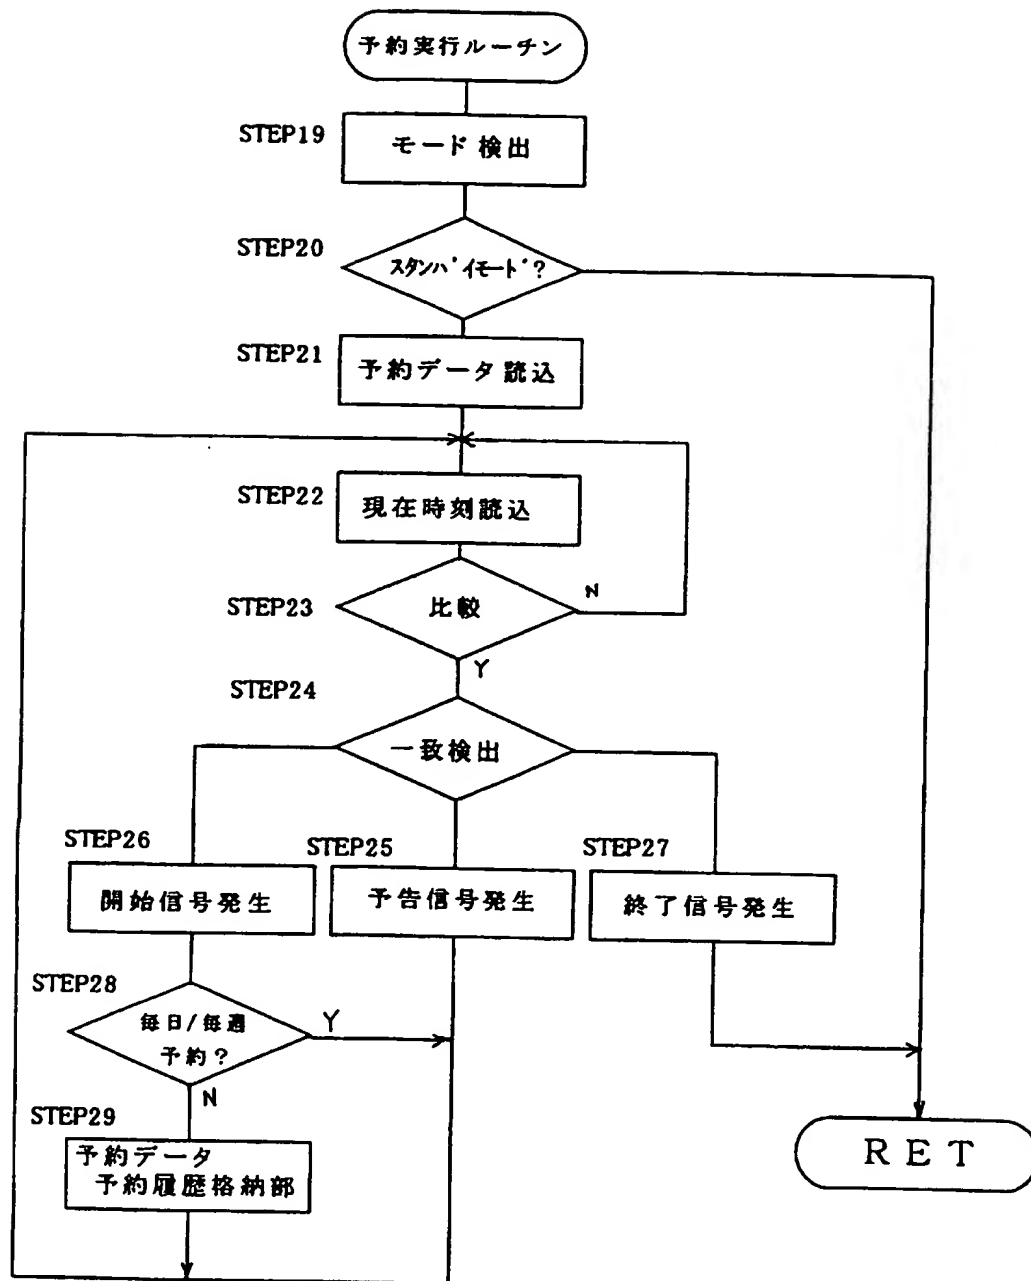 予約実行ルーチン
STEP19
モード検出
STEP20
スタンバイモード?
STEP21
予約データ読込
STEP22
現在時刻読込
STEP23
比較
N
Y
STEP24
一致検出
STEP26
開始信号発生
STEP25
予告信号発生
STEP27
終了信号発生
STEP28
毎日/毎週
予約?
Y
N
STEP29
予約データ
予約履歴格納部
RET